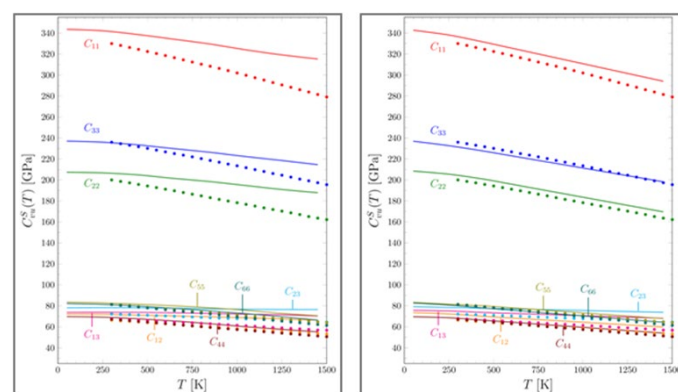 340
320
300
280
260
240
220
200
180
160
140
120
100
80
60
40
0 250 500 750 1000 1250 1500
T [K]
C^S_{vu}(T) [GPa]
C₁₁
C₃₃
C₂₂
C₅₅
C₆₆
C₂₃
C₁₃
C₁₂
C₄₄
340
320
300
280
260
240
220
200
180
160
140
120
100
80
60
40
0 250 500 750 1000 1250 1500
T [K]
C₁₁
C₃₃
C₂₂
C₅₅
C₆₆
C₂₃
C₁₃
C₁₂
C₄₄